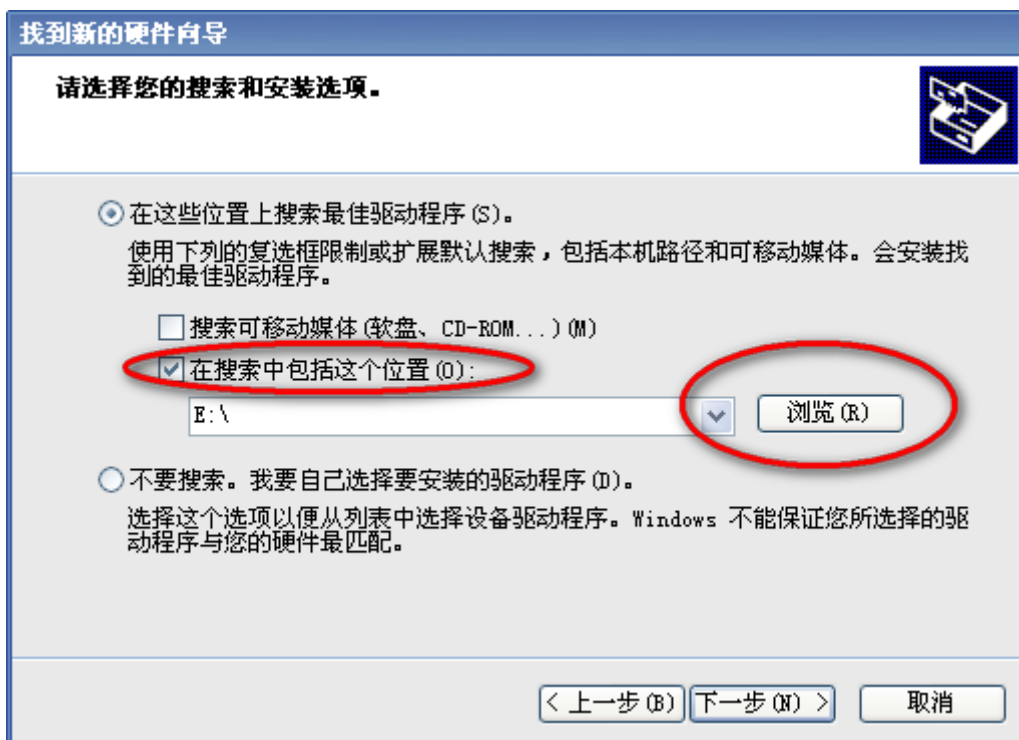 找到新的硬件向导
请选择您的搜索和安装选项。
在这些位置上搜索最佳驱动程序(S)。
使用下列的复选框限制或扩展默认搜索，包括本机路径和可移动媒体。会安装找
到的最佳驱动程序。
搜索可移动媒体(软盘、CD-ROM...)(M)
在搜索中包括这个位置(O):
E:\
浏览(R)
不要搜索。我要自己选择要安装的驱动程序(D)。
选择这个选项以便从列表中选择设备驱动程序。Windows 不能保证您所选择的驱
动程序与您的硬件最匹配。
< 上一步(B) 下一步(N) > 取消